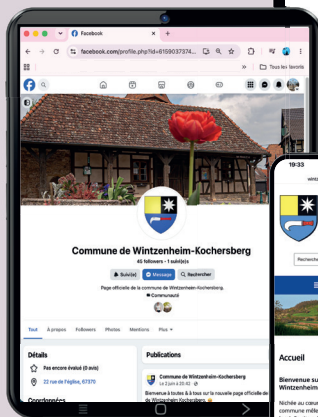 Facebook
facebook.com/profile.php?id=6159037374...
Tous les favoris
Commune de Wintzenheim-Kochersberg
45 followers • 1 suivi(e)s
Suivi(e) Message Rechercher
Page officielle de la commune de Wintzenheim-Kochersberg.
Communauté
Tout À propos Followers Photos Mentions Plus
Détails
Pas encore évalué (0 avis)
22 rue de l'église, 67370
Coordonnées
Publications
Commune de Wintzenheim-Kochersberg
Le 2 juin à 20:42
Bienvenue à toutes & à tous sur la nouvelle page officielle de
de Wintzenheim Kochersberg.
19:33
Recherche
Accueil
Bienvenue su
Wintzenheim
Nichée au cœur